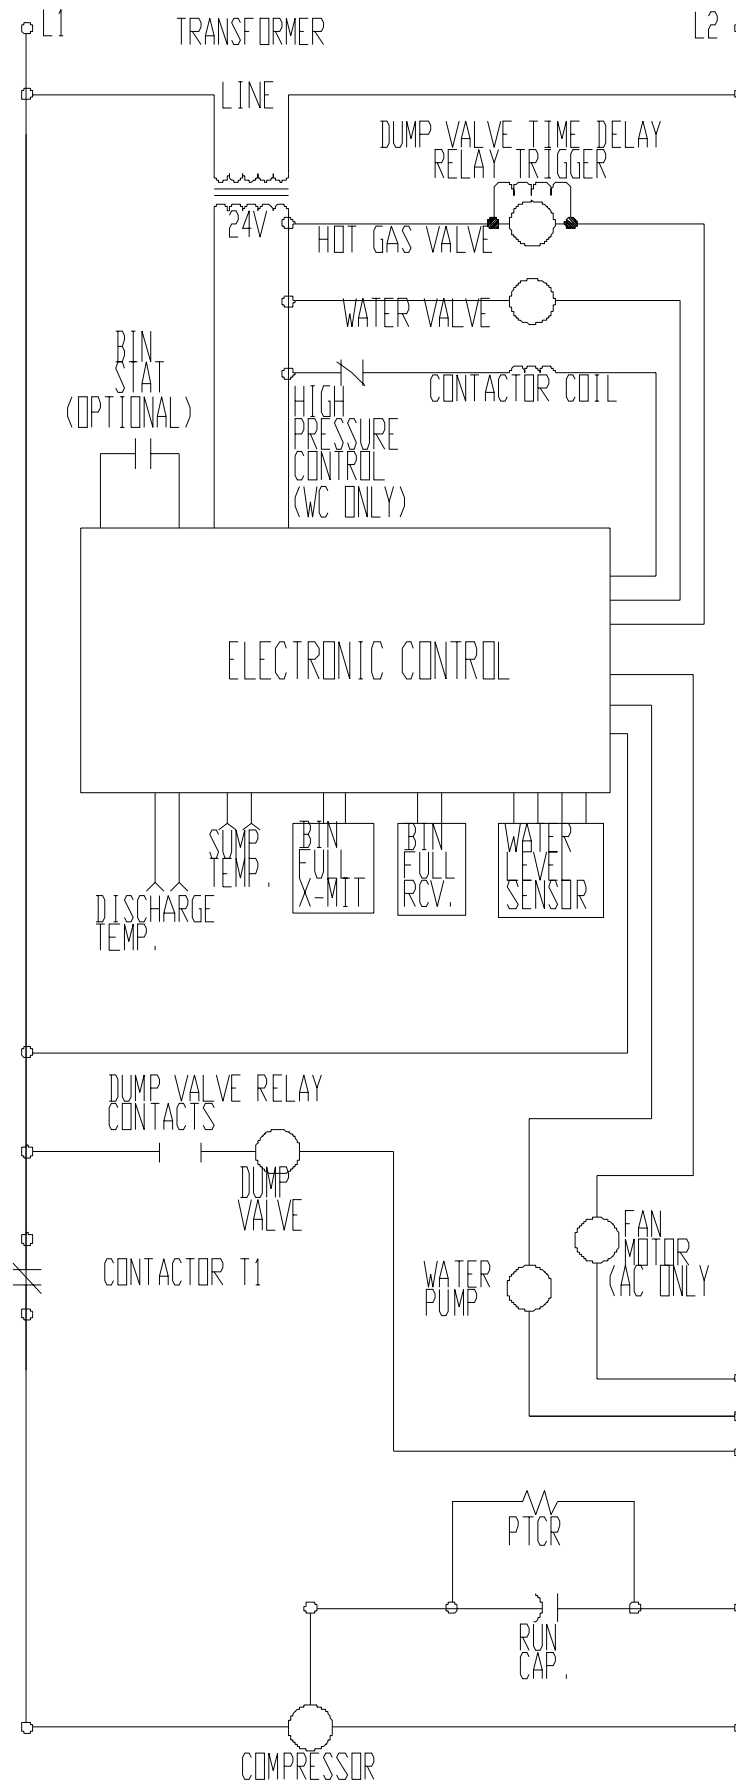 L1
TRANSFORMER
L2
LINE
DUMP VALVE TIME DELAY
RELAY TRIGGER
24V
HOT GAS VALVE
WATER VALVE
BIN
STAT
(OPTIONAL)
CONTACTOR COIL
HIGH
PRESSURE
CONTROL
(WC ONLY)
ELECTRONIC CONTROL
DISCHARGE
TEMP.
SUMP
TEMP.
BIN
FULL
X-MIT
BIN
FULL
RCV.
WATER
LEVEL
SENSOR
DUMP VALVE RELAY
CONTACTS
DUMP
VALVE
CONTACTOR T1
WATER
PUMP
FAN
MOTOR
(AC ONLY
PTCR
RUN
CAP.
COMPRESSOR